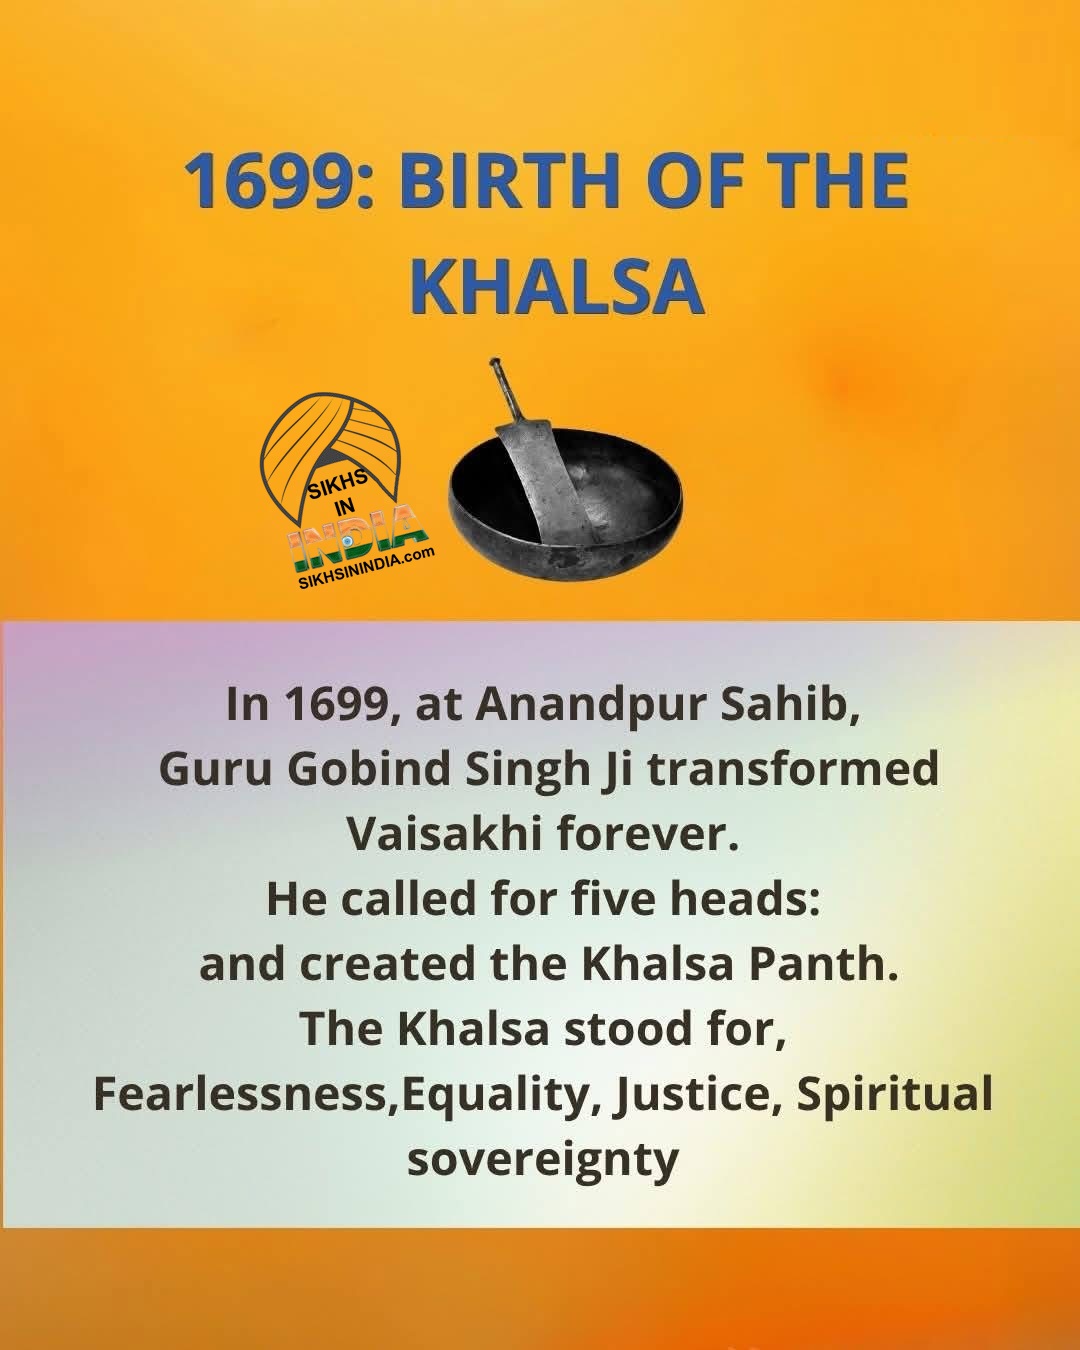 1699: BIRTH OF THE
KHALSA
SIKHS
IN
INDIA
SIKHSININDIA.com
In 1699, at Anandpur Sahib,
Guru Gobind Singh Ji transformed
Vaisakhi forever.
He called for five heads:
and created the Khalsa Panth.
The Khalsa stood for,
Fearlessness,Equality, Justice, Spiritual
sovereignty